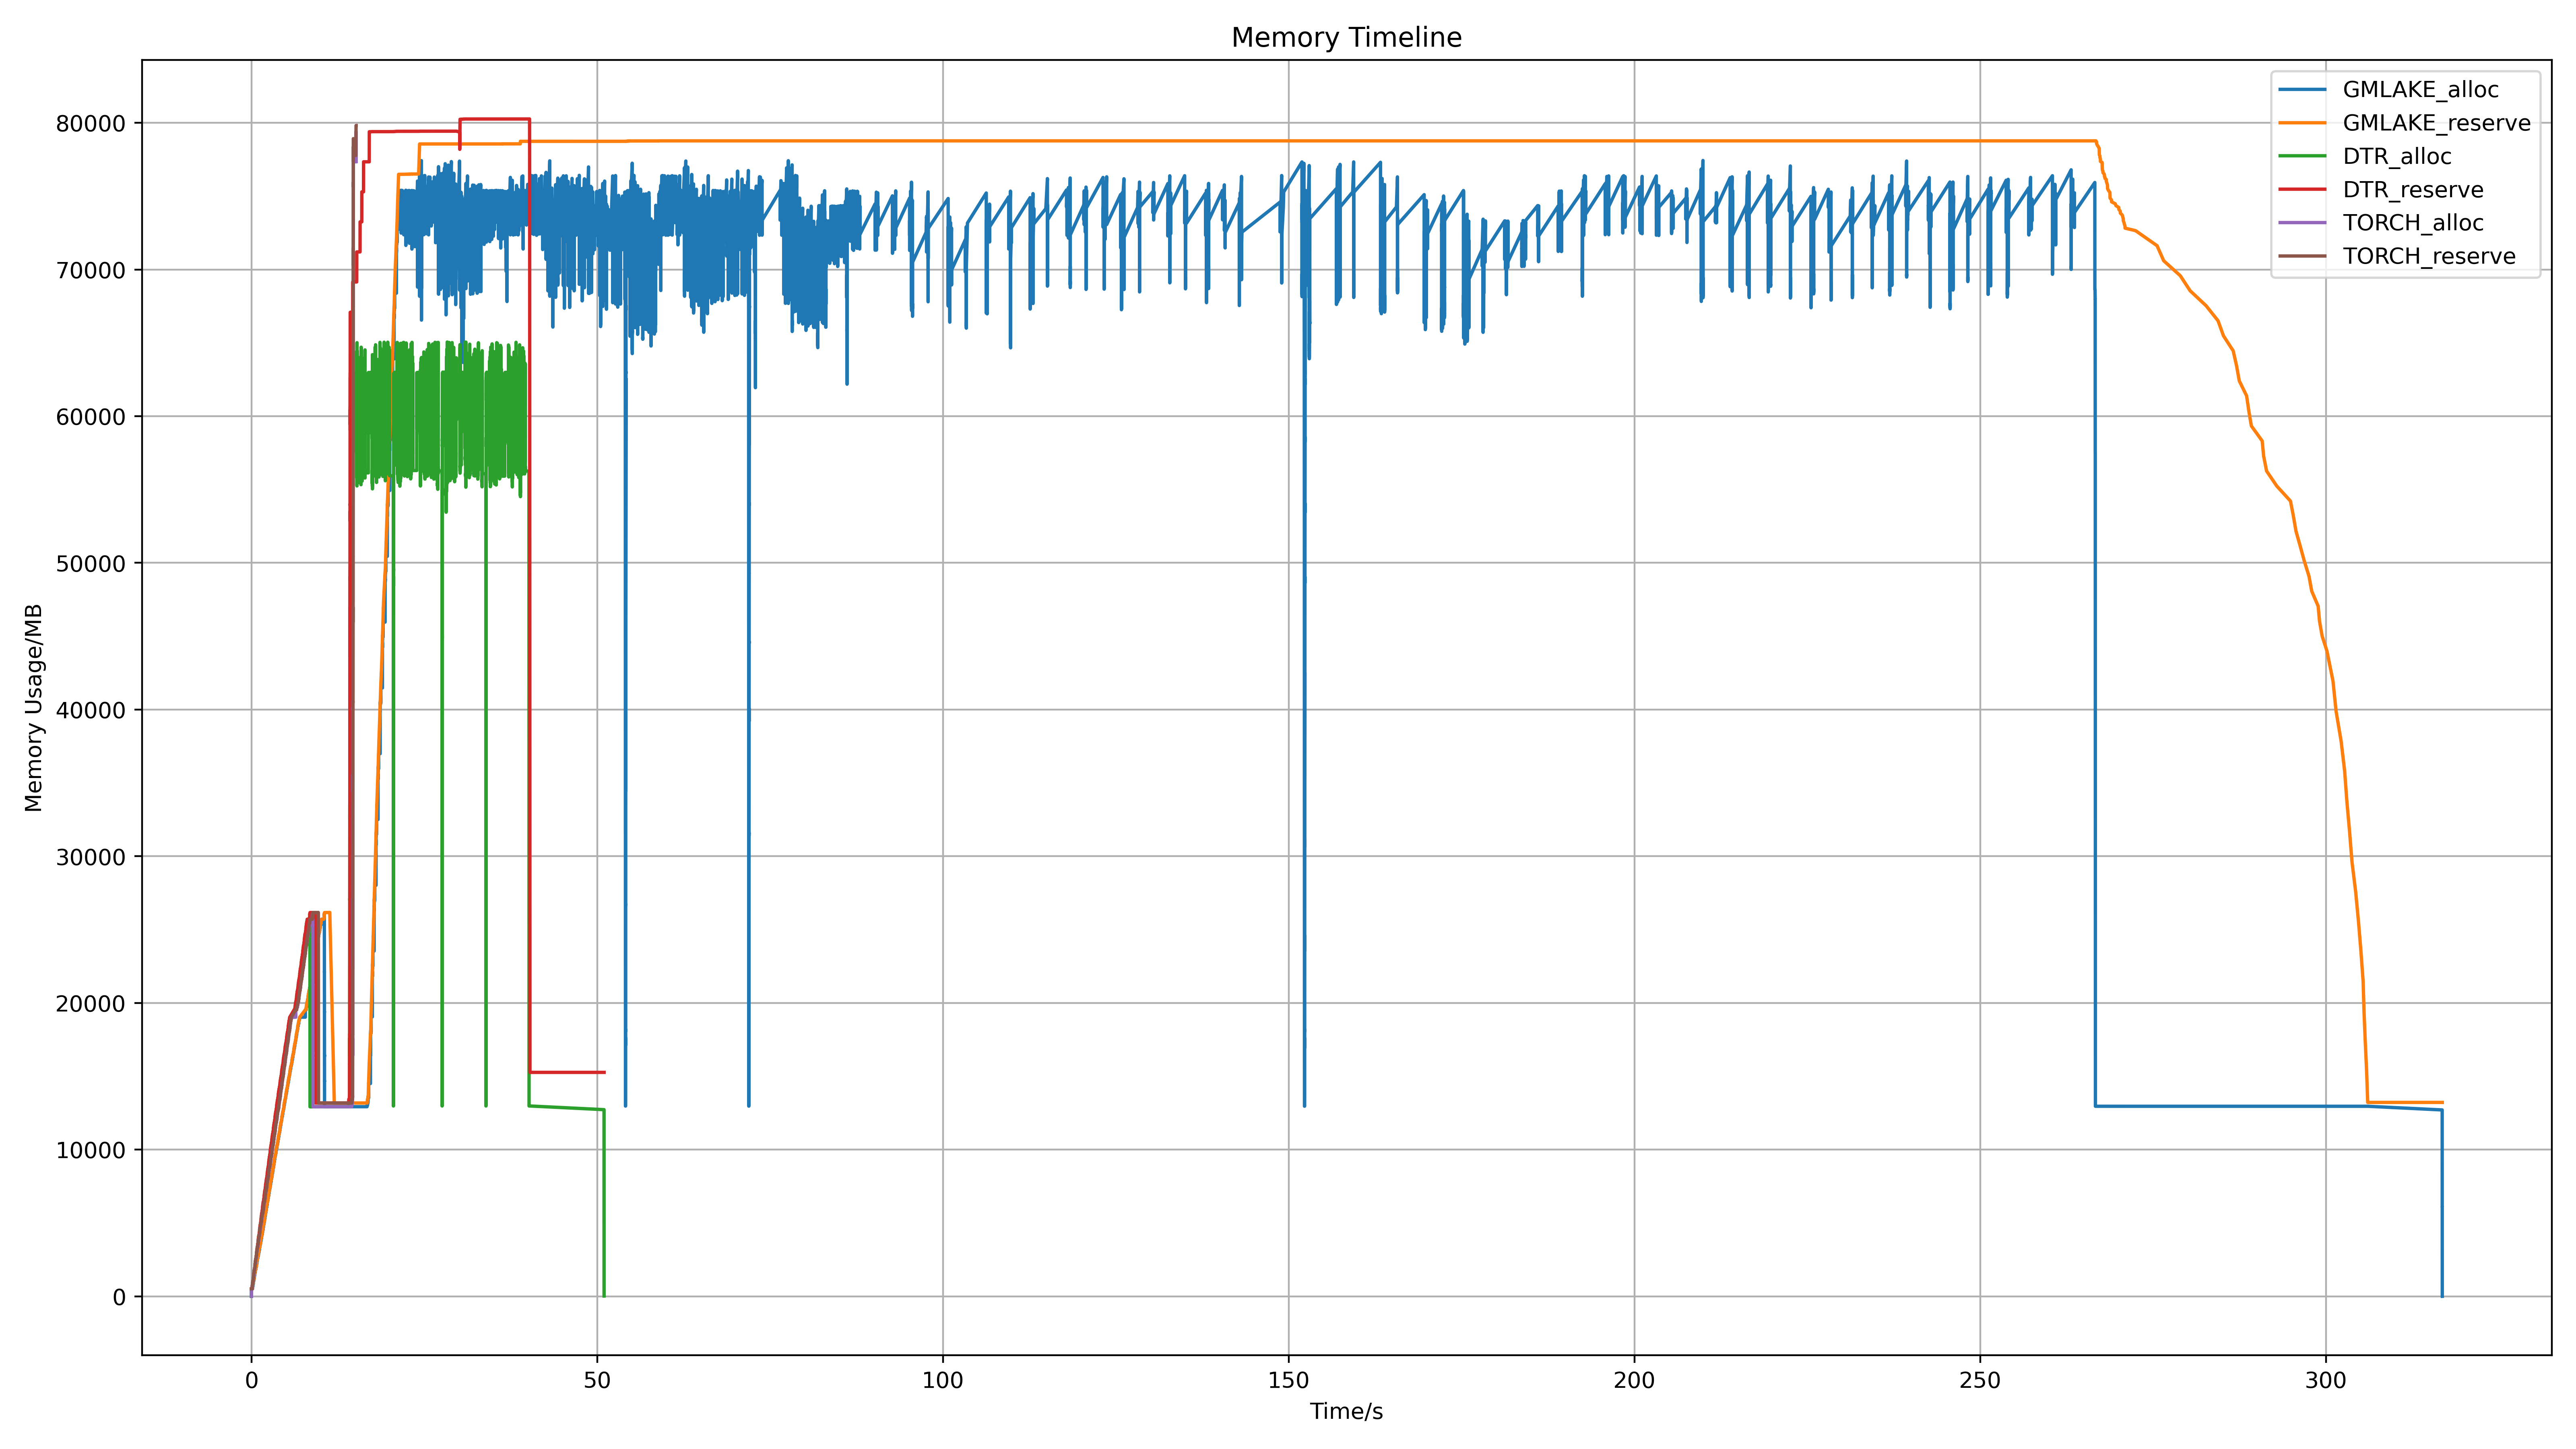 Memory Timeline
GMLAKE_alloc
GMLAKE_reserve
DTR_alloc
DTR_reserve
TORCH_alloc
TORCH_reserve
80000
70000
60000
50000
40000
30000
20000
10000
0
Memory Usage/MB
0 50 100 150 200 250 300
Time/s